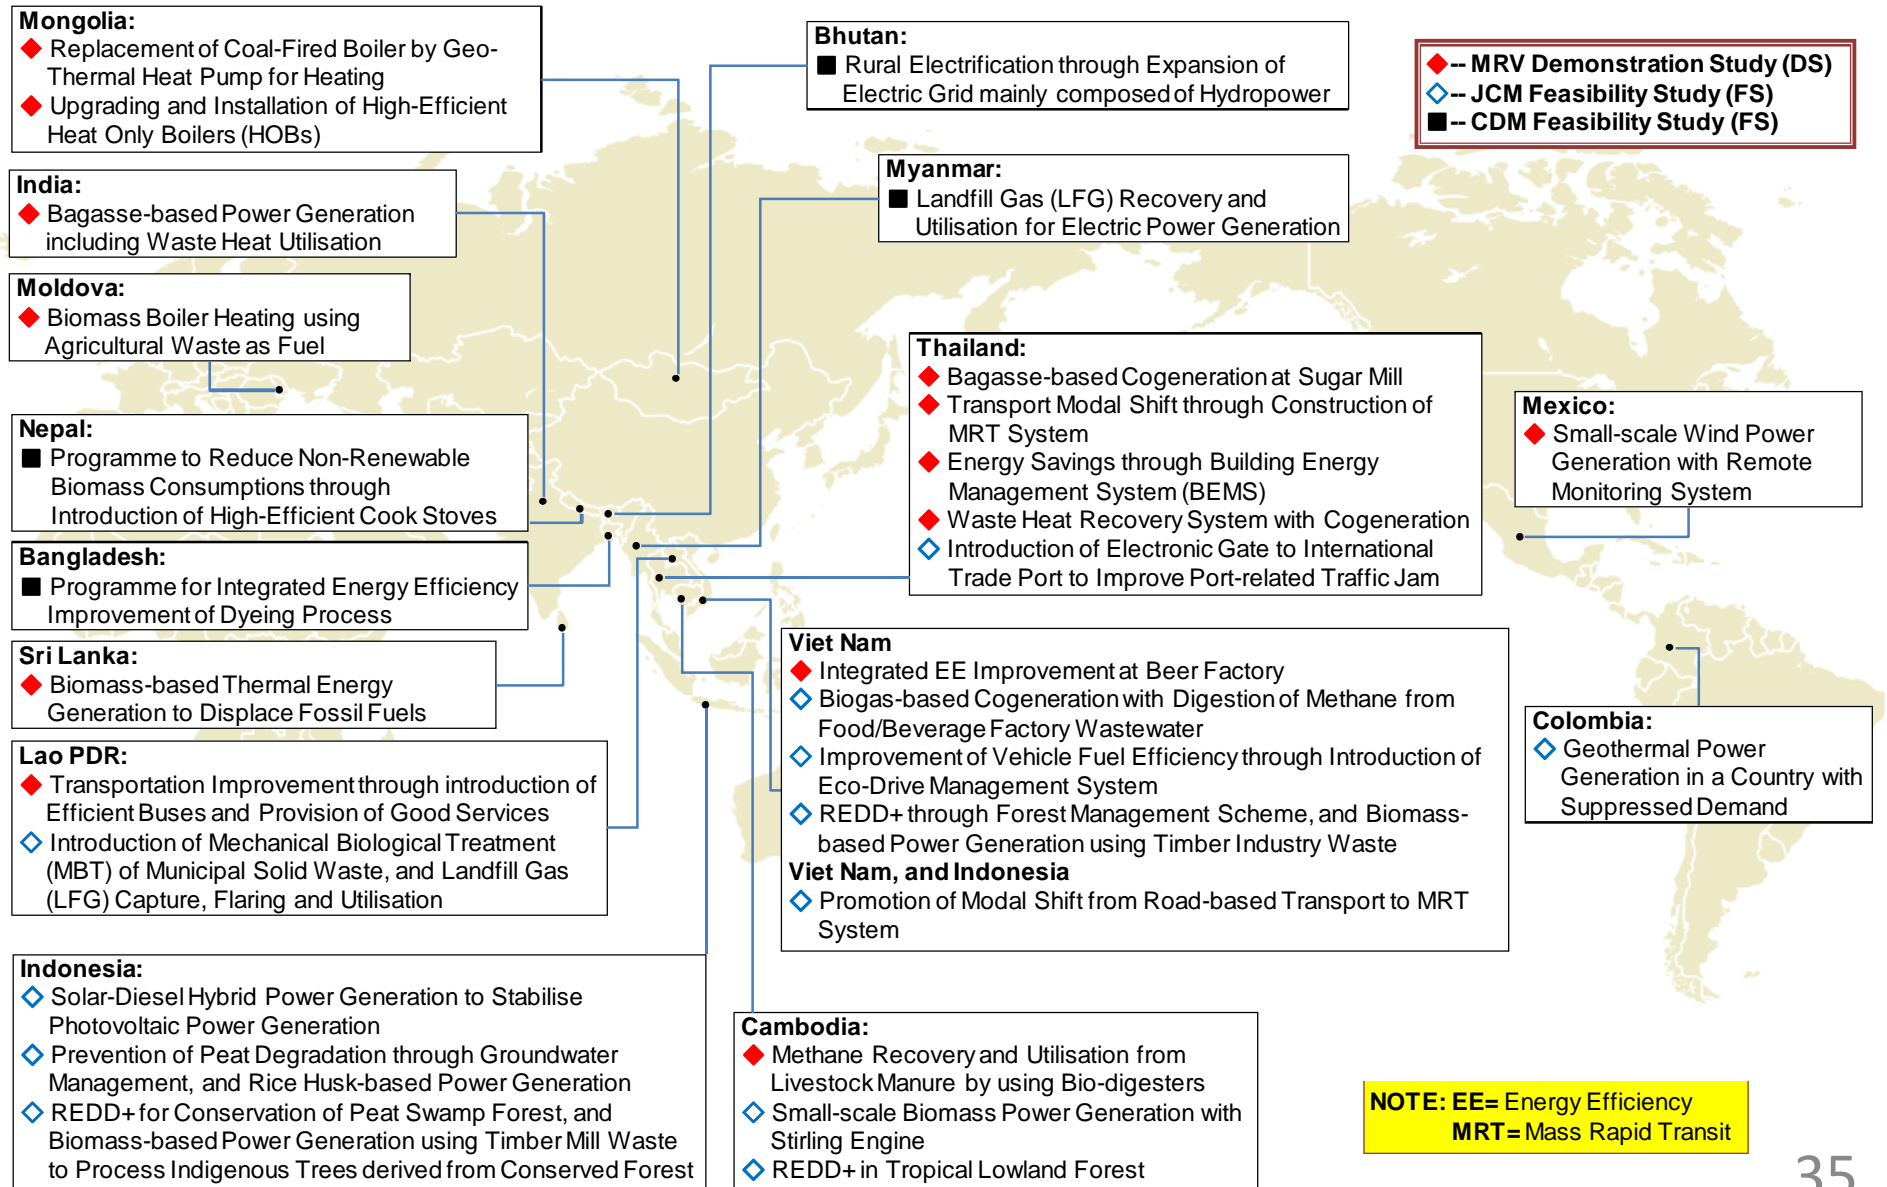 Mongolia:
◆ Replacement of Coal-Fired Boiler by Geo-
Thermal Heat Pump for Heating
◆ Upgrading and Installation of High-Efficient
Heat Only Boilers (HOBs)
Bhutan:
■ Rural Electrification through Expansion of
Electric Grid mainly composed of Hydropower
◆-- MRV Demonstration Study (DS)
◇-- JCM Feasibility Study (FS)
■-- CDM Feasibility Study (FS)
India:
◆ Bagasse-based Power Generation
including Waste Heat Utilisation
Myanmar:
■ Landfill Gas (LFG) Recovery and
Utilisation for Electric Power Generation
Moldova:
◆ Biomass Boiler Heating using
Agricultural Waste as Fuel
Thailand:
◆ Bagasse-based Cogeneration at Sugar Mill
◆ Transport Modal Shift through Construction of
MRT System
◆ Energy Savings through Building Energy
Management System (BEMS)
◆ Waste Heat Recovery System with Cogeneration
◇ Introduction of Electronic Gate to International
Trade Port to Improve Port-related Traffic Jam
Mexico:
◆ Small-scale Wind Power
Generation with Remote
Monitoring System
Nepal:
■ Programme to Reduce Non-Renewable
Biomass Consumptions through
Introduction of High-Efficient Cook Stoves
Bangladesh:
■ Programme for Integrated Energy Efficiency
Improvement of Dyeing Process
Sri Lanka:
◆ Biomass-based Thermal Energy
Generation to Displace Fossil Fuels
Viet Nam
◆ Integrated EE Improvement at Beer Factory
◇ Biogas-based Cogeneration with Digestion of Methane from
Food/Beverage Factory Wastewater
◇ Improvement of Vehicle Fuel Efficiency through Introduction of
Eco-Drive Management System
◇ REDD+ through Forest Management Scheme, and Biomass-
based Power Generation using Timber Industry Waste
Viet Nam, and Indonesia
◇ Promotion of Modal Shift from Road-based Transport to MRT
System
Colombia:
◇ Geothermal Power
Generation in a Country with
Suppressed Demand
Lao PDR:
◆ Transportation Improvement through introduction of
Efficient Buses and Provision of Good Services
◇ Introduction of Mechanical Biological Treatment
(MBT) of Municipal Solid Waste, and Landfill Gas
(LFG) Capture, Flaring and Utilisation
Indonesia:
◇ Solar-Diesel Hybrid Power Generation to Stabilise
Photovoltaic Power Generation
◇ Prevention of Peat Degradation through Groundwater
Management, and Rice Husk-based Power Generation
◇ REDD+ for Conservation of Peat Swamp Forest, and
Biomass-based Power Generation using Timber Mill Waste
to Process Indigenous Trees derived from Conserved Forest
Cambodia:
◆ Methane Recovery and Utilisation from
Livestock Manure by using Bio-digesters
◇ Small-scale Biomass Power Generation with
Stirling Engine
◇ REDD+ in Tropical Lowland Forest
NOTE: EE= Energy Efficiency
MRT= Mass Rapid Transit
35